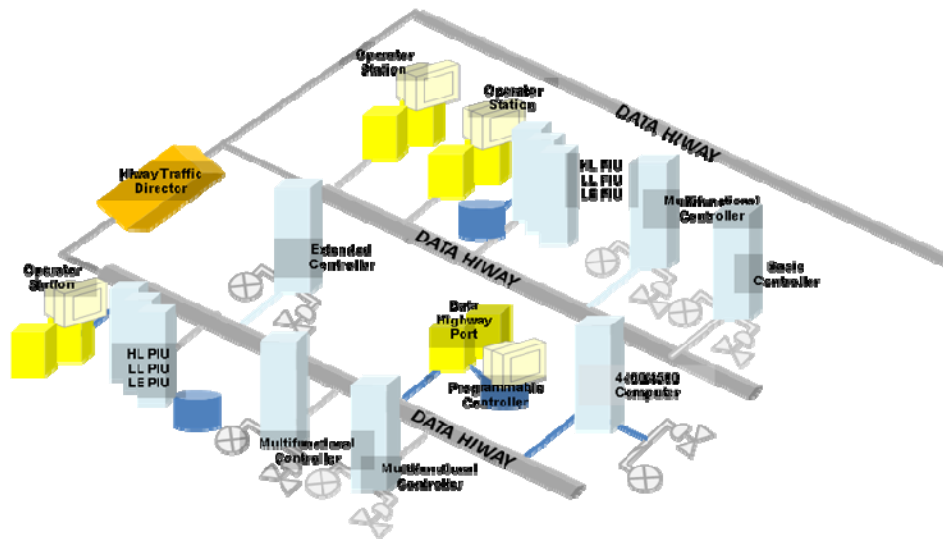 Operator
Station
Operator
Station
DATA HIWAY
Hiway Traffic
Director
HL PIU
LL PIU
LE PIU
Multifunctional
Controller
Extended
Controller
DATA HIWAY
Basic
Controller
Operator
Station
Data
Highway
Port
HL PIU
LL PIU
LE PIU
Programmable
Controller
Computer
DATA HIWAY
Multifunctional
Controller
Multifunctional
Controller